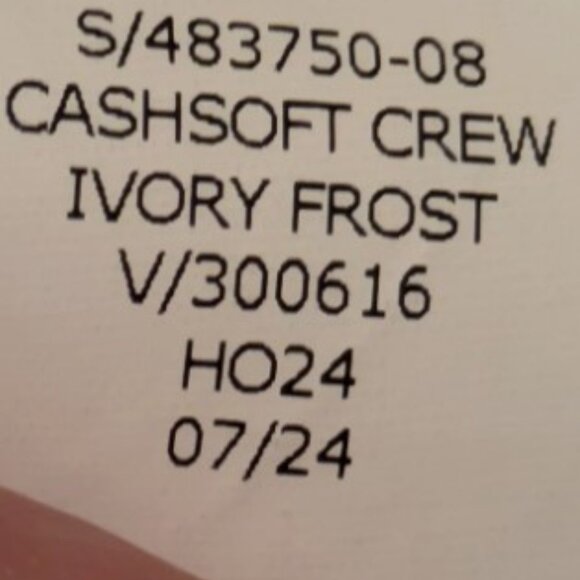 S/483750-08
CASHSOFT CREW
IVORY FROST
V/300616
HO24
07/24